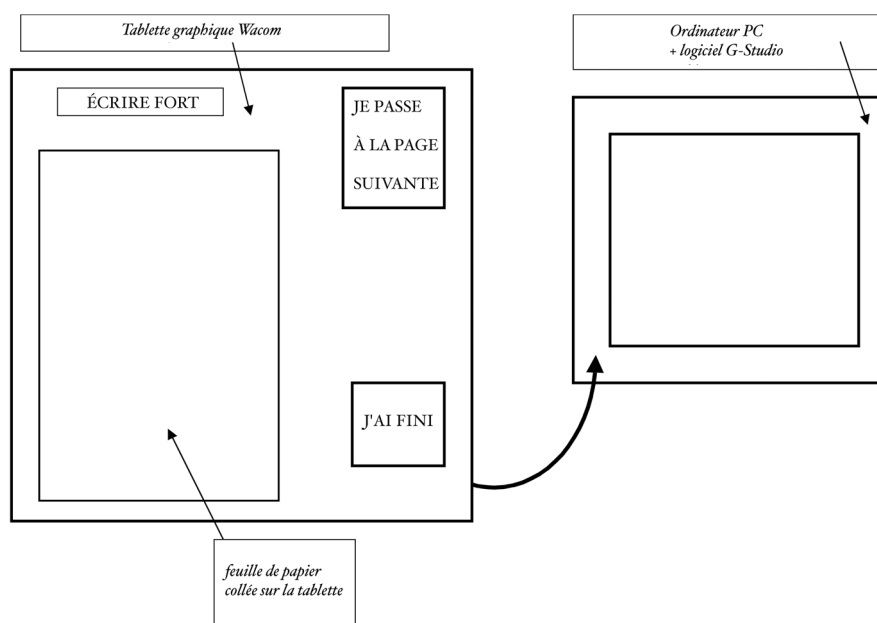 Tablette graphique Wacom
Ordinateur PC
+ logiciel G-Studio
ÉCRIRE FORT
JE PASSE
À LA PAGE
SUIVANTE
J'AI FINI
feuille de papier
collée sur la tablette